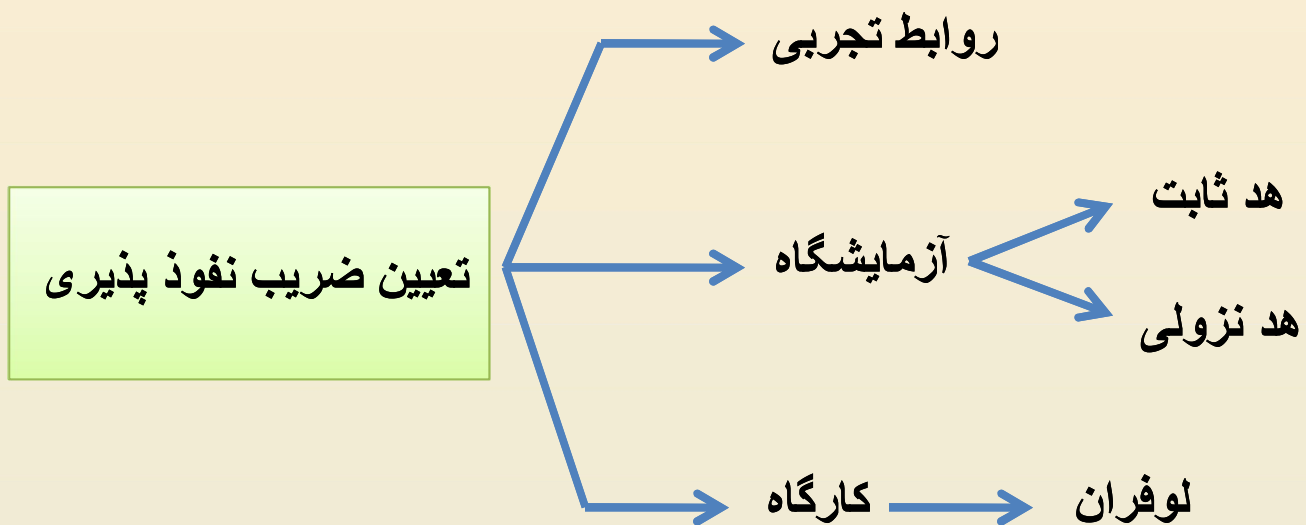 تعیین ضریب نفوذ پذیری
روابط تجربی
آزمایشگاه
هد ثابت
هد نزولی
کارگاه
لوفران